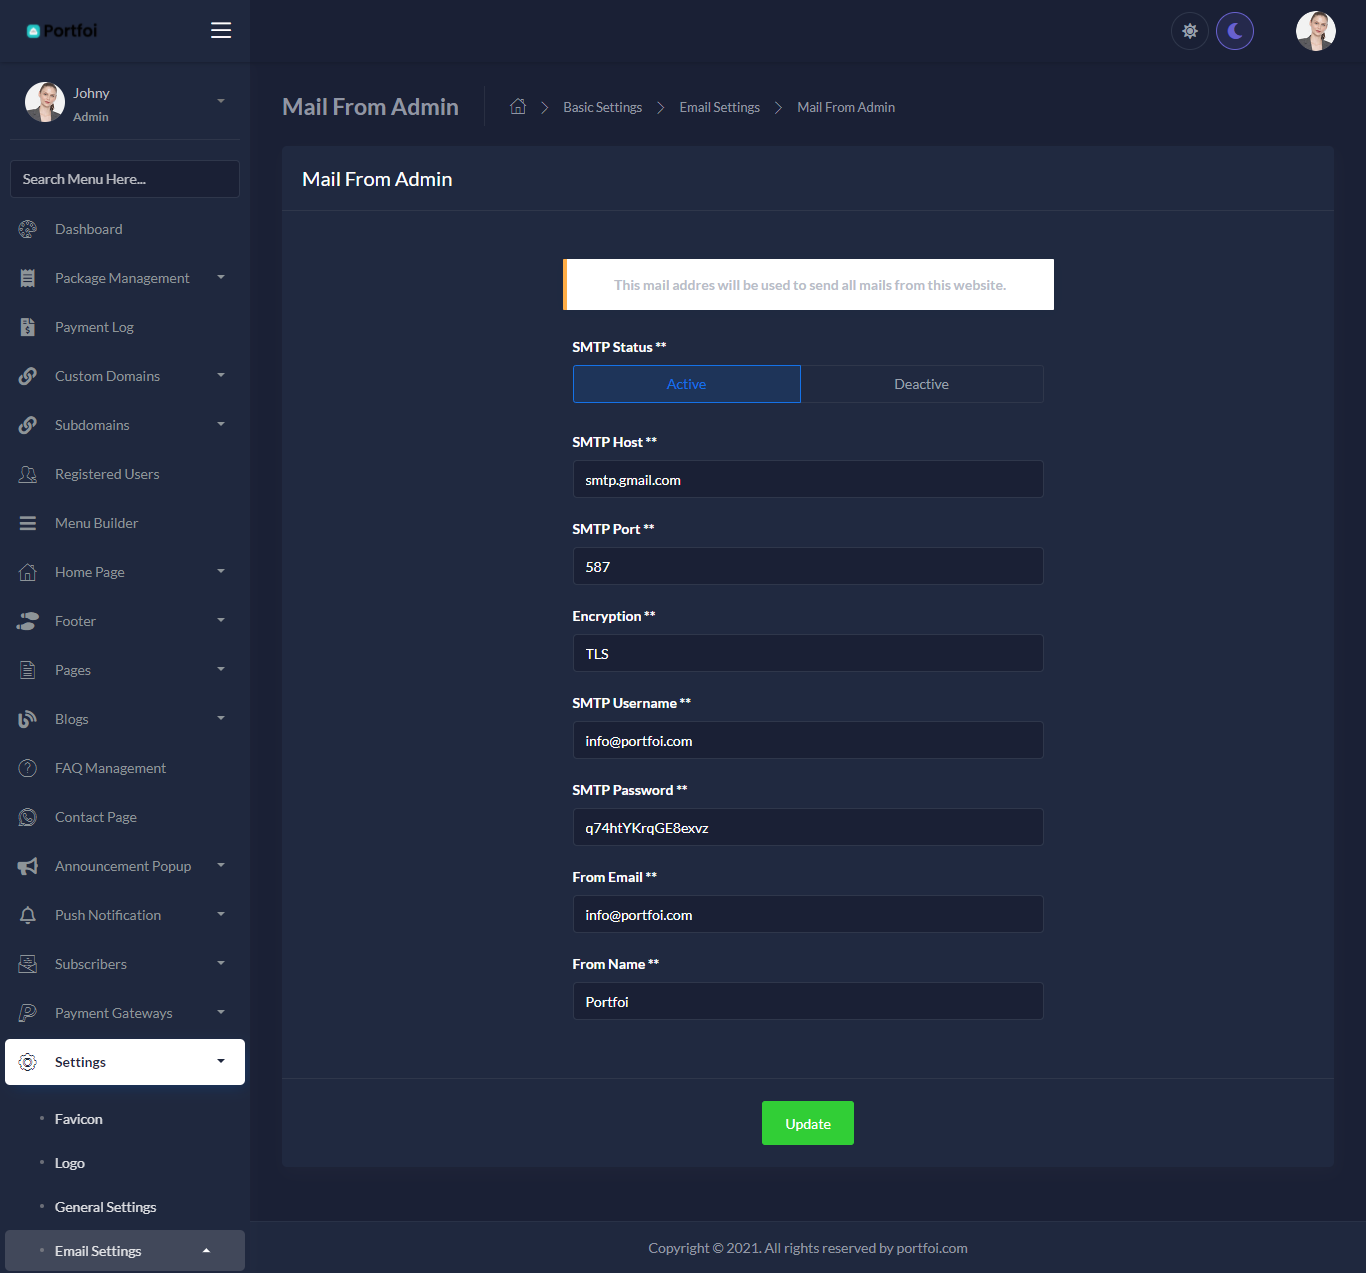 Portfoi
Johny
Admin
Search Menu Here...
Dashboard
Package Management
Payment Log
Custom Domains
Subdomains
Registered Users
Menu Builder
Home Page
Footer
Pages
Blogs
FAQ Management
Contact Page
Announcement Popup
Push Notification
Subscribers
Payment Gateways
Settings
Favicon
Logo
General Settings
Email Settings
Mail From Admin
Basic Settings
Email Settings
Mail From Admin
Mail From Admin
This mail addres will be used to send all mails from this website.
SMTP Status **
Active
Deactive
SMTP Host **
smtp.gmail.com
SMTP Port **
587
Encryption **
TLS
SMTP Username **
info@portfoi.com
SMTP Password **
q74htYKrqGE8exvz
From Email **
info@portfoi.com
From Name **
Portfoi
Update
Copyright © 2021. All rights reserved by portfoi.com